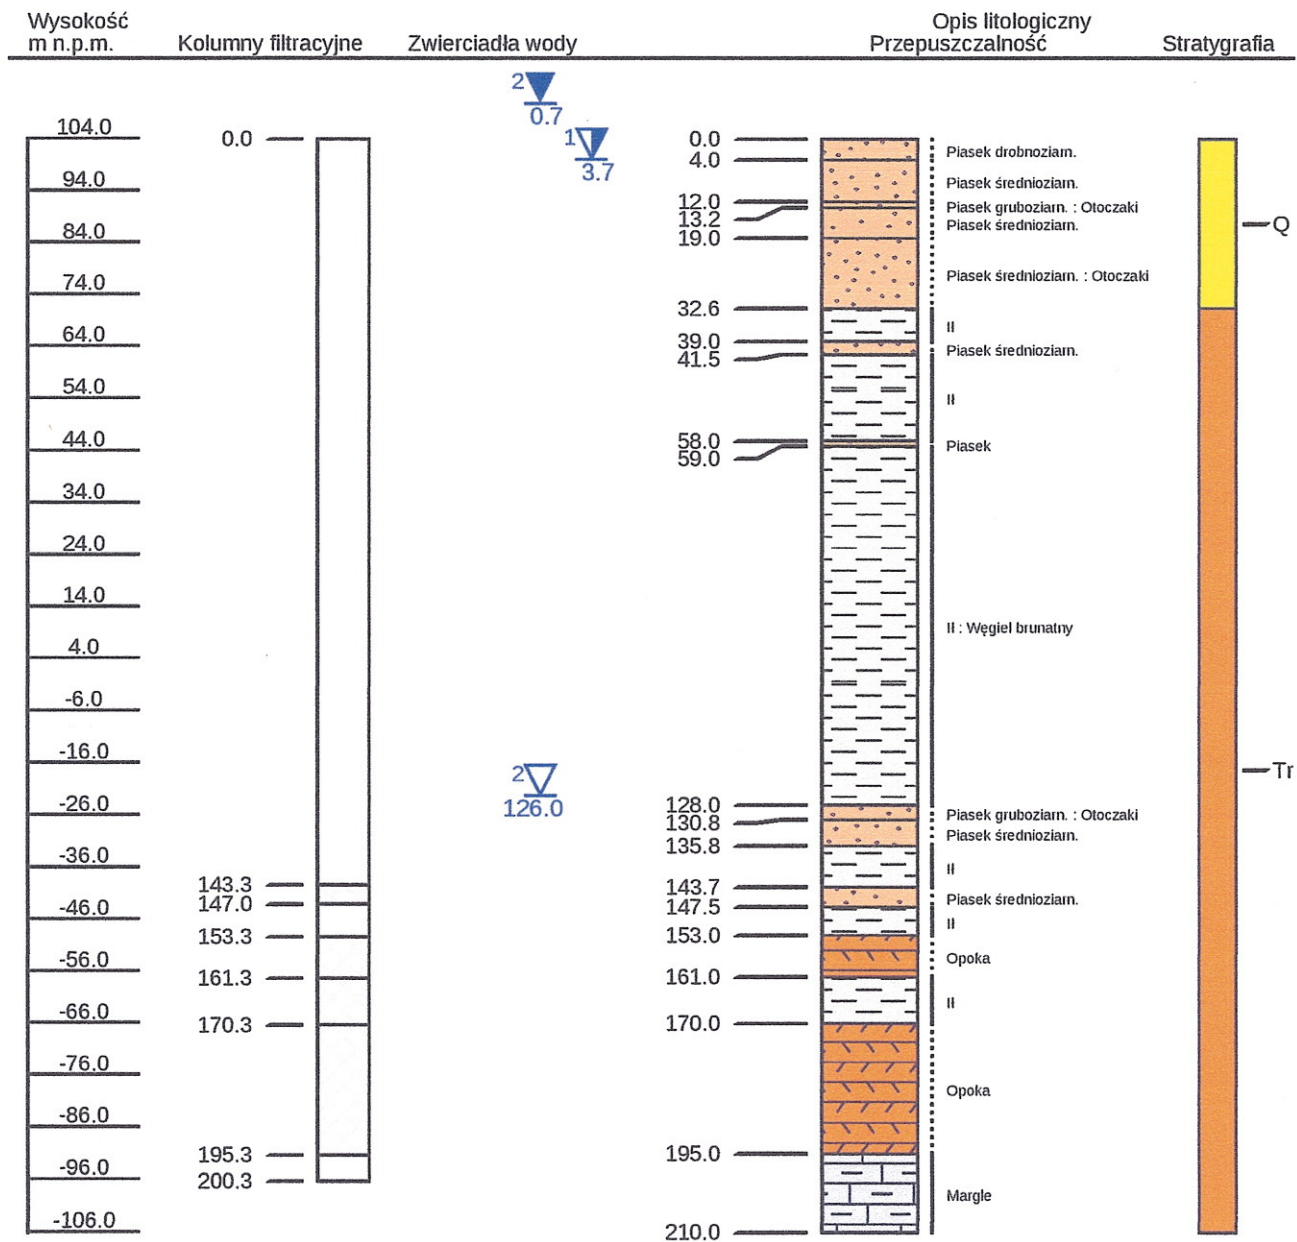 Wysokość
m n.p.m.
Kolumny filtracyjne
Zwierciadła wody
Opis litologiczny
Przepuszczalność
Stratygrafia
104.0
94.0
84.0
74.0
64.0
54.0
44.0
34.0
24.0
14.0
4.0
-6.0
-16.0
-26.0
-36.0
-46.0
-56.0
-66.0
-76.0
-86.0
-96.0
-106.0
0.0
143.3
147.0
153.3
161.3
170.3
195.3
200.3
2
0.7
1
3.7
2
126.0
0.0
4.0
12.0
13.2
19.0
32.6
39.0
41.5
58.0
59.0
128.0
130.8
135.8
143.7
147.5
153.0
161.0
170.0
195.0
210.0
Piasek drobnoziarn.
Piasek średnioziarn.
Piasek gruboziarn. : Otoczaki
Piasek średnioziarn.
Piasek średnioziarn. : Otoczaki
Ił
Piasek średnioziarn.
Ił
Piasek
Ił : Węgiel brunatny
Piasek gruboziarn. : Otoczaki
Piasek średnioziarn.
Ił
Piasek średnioziarn.
Ił
Opoka
Ił
Opoka
Margle
Q
Tr